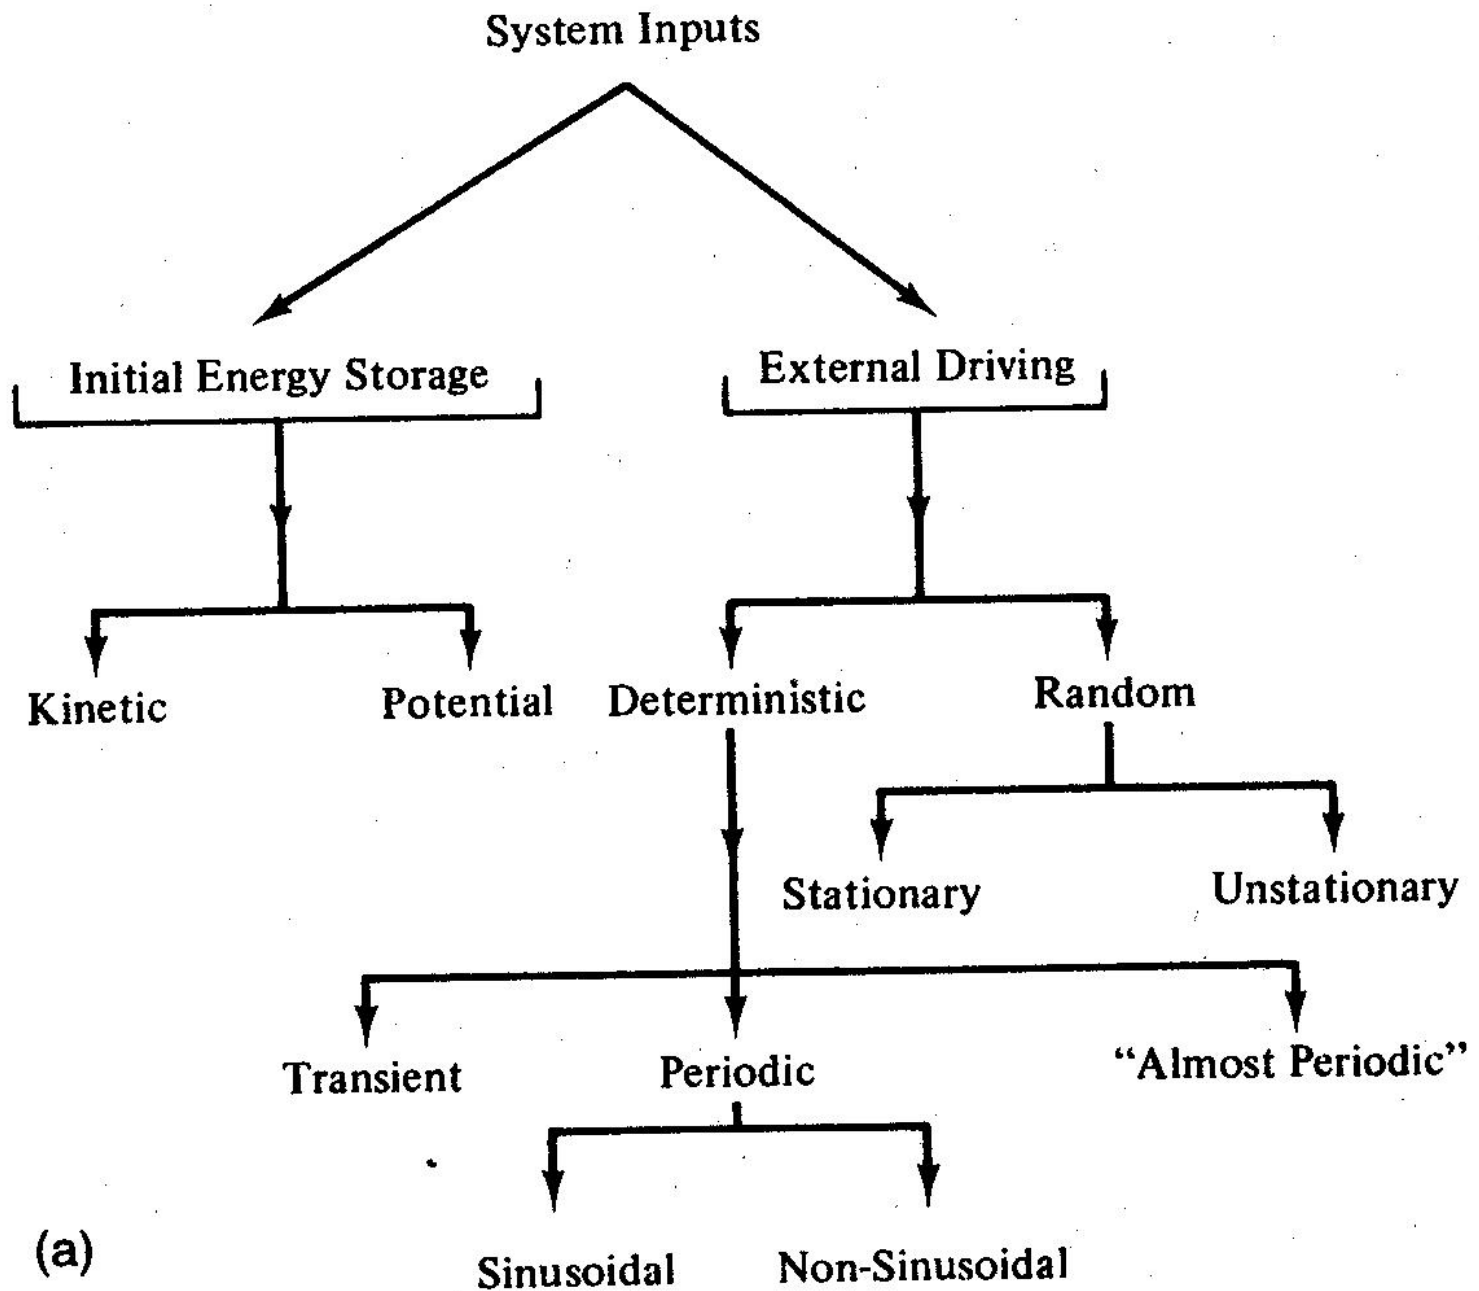 System Inputs
Initial Energy Storage
External Driving
Kinetic
Potential
Deterministic
Random
Stationary
Unstationary
Transient
Periodic
“Almost Periodic”
(a)
Sinusoidal
Non-Sinusoidal